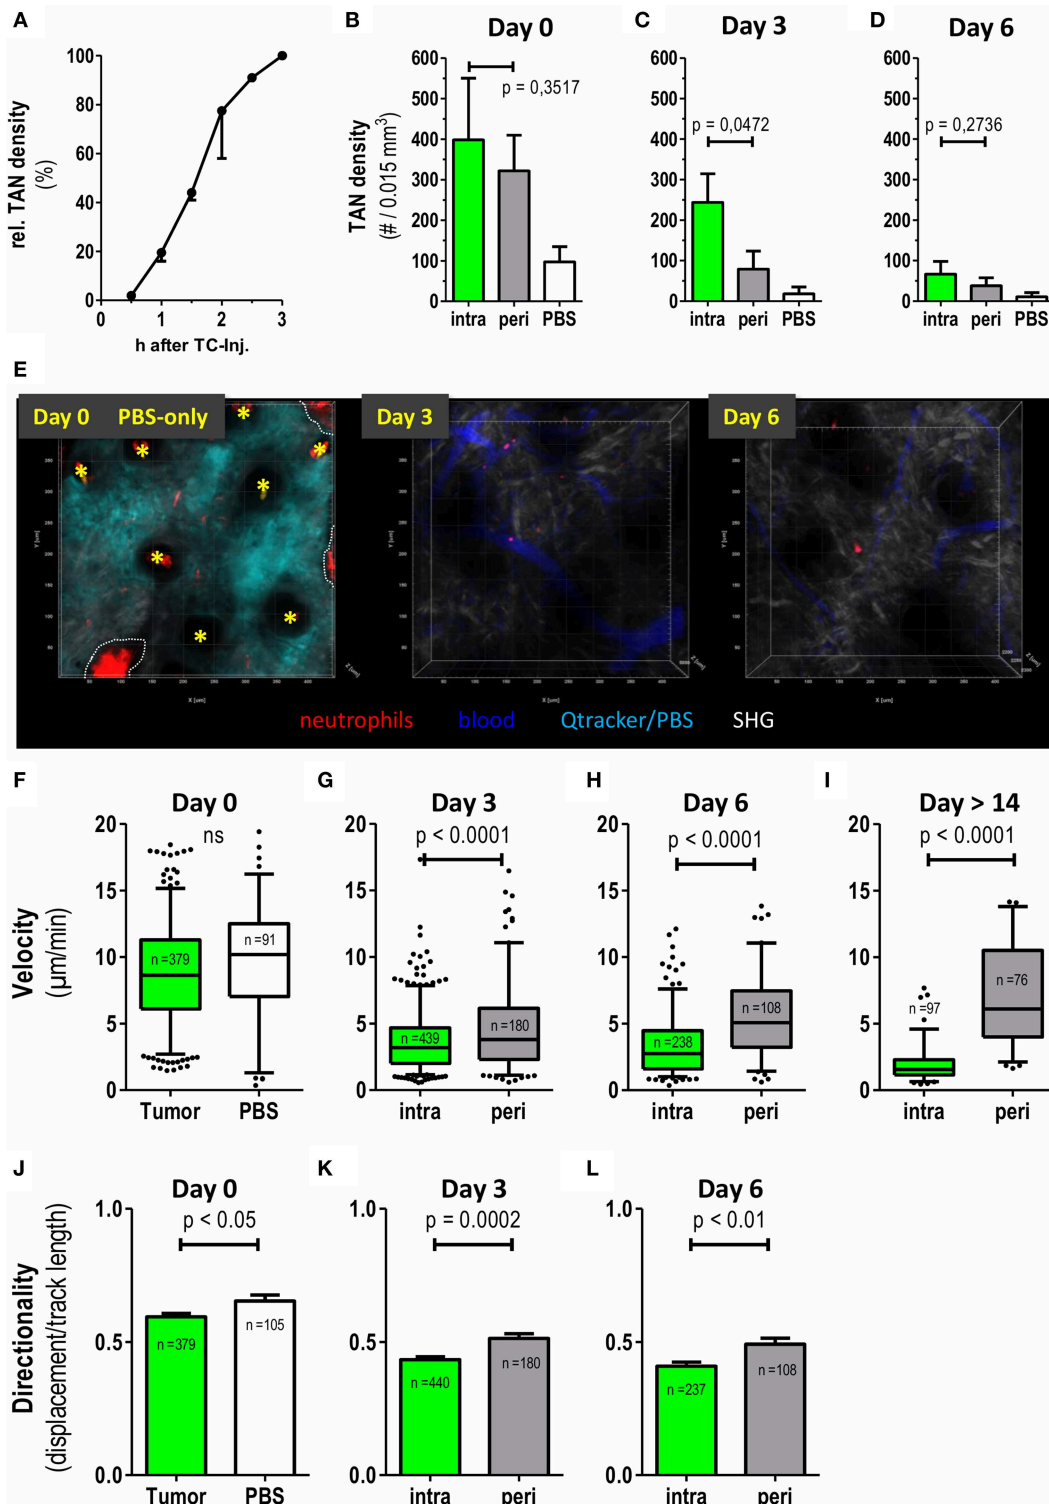 A
rel. TAN density
(%)
100
80
60
40
20
0
0
1
2
3
h after TC-Inj.
B
Day 0
TAN density
(# / 0.015 mm³)
600
500
400
300
200
100
0
p = 0,3517
intra
peri
PBS
C
Day 3
600
500
400
300
200
100
0
p = 0,0472
intra
peri
PBS
D
Day 6
600
500
400
300
200
100
0
p = 0,2736
intra
peri
PBS
E
Day 0 PBS-only
Day 3
Day 6
X [um]
X [um]
X [um]
neutrophils
blood
Qtracker/PBS
SHG
F
Day 0
ns
Velocity
(µm/min)
20
15
10
5
0
n =379
n =91
Tumor
PBS
G
Day 3
p < 0.0001
20
15
10
5
0
n =439
n =180
intra
peri
H
Day 6
p < 0.0001
20
15
10
5
0
n =238
n =108
intra
peri
I
Day > 14
p < 0.0001
20
15
10
5
0
n =97
n =76
intra
peri
J
Day 0
p < 0.05
Directionality
(displacement/track length)
1.0
0.5
0.0
n =379
n =105
Tumor
PBS
K
Day 3
p = 0.0002
1.0
0.5
0.0
n =440
n =180
intra
peri
L
Day 6
p < 0.01
1.0
0.5
0.0
n =237
n =108
intra
peri